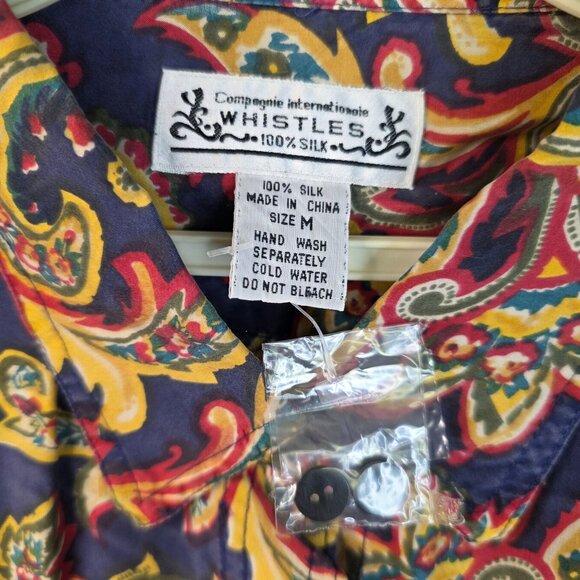 Compagnie Internationale
WHISTLES
100% SILK
100% SILK
MADE IN CHINA
SIZE M
HAND WASH
SEPARATELY
COLD WATER
DO NOT BLEACH